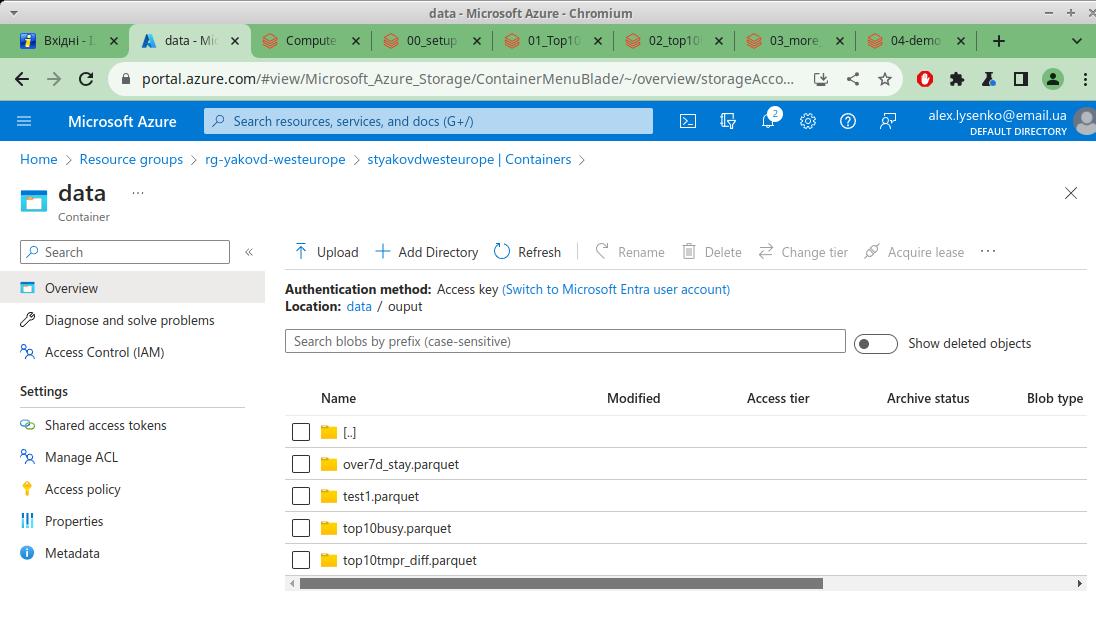 data - Microsoft Azure - Chromium
Вхідні - data - Mic Compute 00_setup 01_Top10 02_top10 03_more_ 04-demo
portal.azure.com/#view/Microsoft_Azure_Storage/ContainerMenuBlade/~/overview/storageAcco...
Microsoft Azure
Search resources, services, and docs (G+/)
2
alex.lysenko@email.ua
DEFAULT DIRECTORY
Home > Resource groups > rg-yakovd-westeurope > styakovdwesteurope | Containers >
data ...
Container
Search «
Upload Add Directory Refresh Rename Delete Change tier Acquire lease ...
Overview
Diagnose and solve problems
Access Control (IAM)
Settings
Shared access tokens
Manage ACL
Access policy
Properties
Metadata
Authentication method: Access key (Switch to Microsoft Entra user account)
Location: data / ouput
Search blobs by prefix (case-sensitive)
Show deleted objects
Name Modified Access tier Archive status Blob type
[..]
over7d_stay.parquet
test1.parquet
top10busy.parquet
top10tmpr_diff.parquet